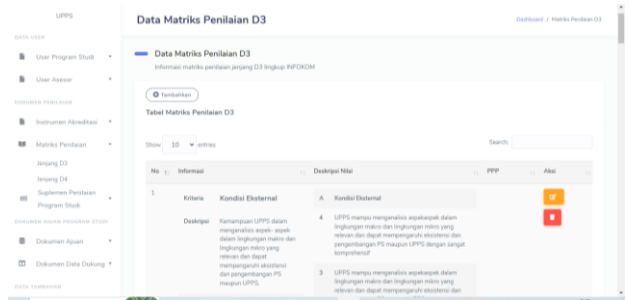 UPPS
Data Matriks Penilaian D3
Dashboard / Matriks Penilaian D3
DATA USER
User Program Studi
User Asesor
DOKUMEN PENILAIAN
Instrumen Akreditasi
Matriks Penilaian
Jenjang D3
Jenjang D4
Suplemen Penilaian
Program Studi
DOKUMEN AJUAN PROGRAM STUDI
Dokumen Ajuan
Dokumen Data Dukung
DATA TAMBAHAN
Data Matriks Penilaian D3
Informasi matriks penilaian jenjang D3 lingkup INFOKOM
Tambahkan
Tabel Matriks Penilaian D3
Show 10 entries
Search:
No Informasi Deskripsi Nilai PPP Aksi
1
Kriteria Kondisi Eksternal
A Kondisi Eksternal
Deskripsi Kemampuan UPPS dalam
menganalisis aspek- aspek
dalam lingkungan makro dan
lingkungan mikro yang
relevan dan dapat
mempengaruhi eksistensi
dan pengembangan PS
maupun UPPS.
4 UPPS mampu menganalisis aspekaspek dalam
lingkungan makro dan lingkungan mikro yang
relevan dan dapat mempengaruhi eksistensi dan
pengembangan PS maupun UPPS dengan sangat
komprehensif
3 UPPS mampu menganalisis aspekaspek dalam
lingkungan makro dan lingkungan mikro yang
relevan dan dapat mempengaruhi eksistensi dan